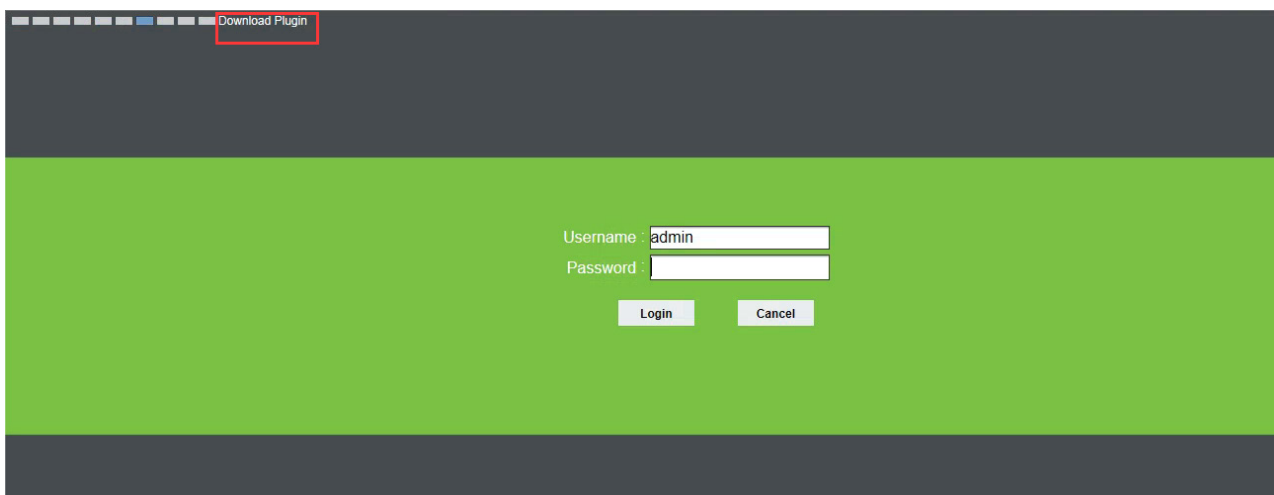 Download Plugin
Username : admin
Password :
Login Cancel